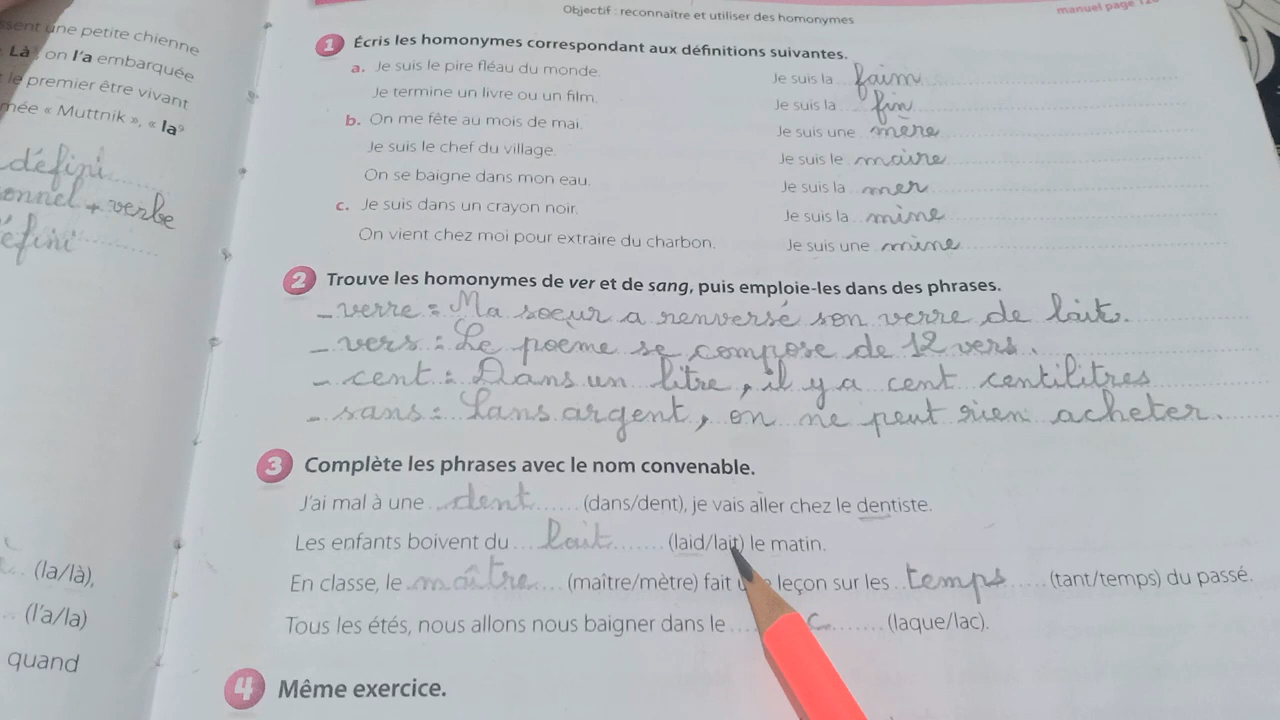 ssent une petite chienne
Là, on l'a embarquée
le premier être vivant
mée « Muttnik », « la
défini
onnel + verbe
éfini
(la/là),
(l'a/la)
quand
Objectif : reconnaître et utiliser des homonymes
manuel page
1 Écris les homonymes correspondant aux définitions suivantes.
a. Je suis le pire fléau du monde. Je suis la faim
Je termine un livre ou un film. Je suis la fin
b. On me fête au mois de mai. Je suis une mère
Je suis le chef du village. Je suis le maire
On se baigne dans mon eau. Je suis la mer
c. Je suis dans un crayon noir. Je suis la mine
On vient chez moi pour extraire du charbon. Je suis une mine
2 Trouve les homonymes de ver et de sang, puis emploie-les dans des phrases.
- verre : Ma soeur a renversé son verre de lait.
- vers : Le poème se compose de 12 vers.
- cent : Dans un litre, il y a cent centilitres
- sans : Sans argent, on ne peut rien acheter.
3 Complète les phrases avec le nom convenable.
J'ai mal à une dent (dans/dent), je vais aller chez le dentiste.
Les enfants boivent du lait (laid/lait) le matin.
En classe, le maître (maître/mètre) fait leçon sur les temps (tant/temps) du passé.
Tous les étés, nous allons nous baigner dans le c (laque/lac).
4 Même exercice.